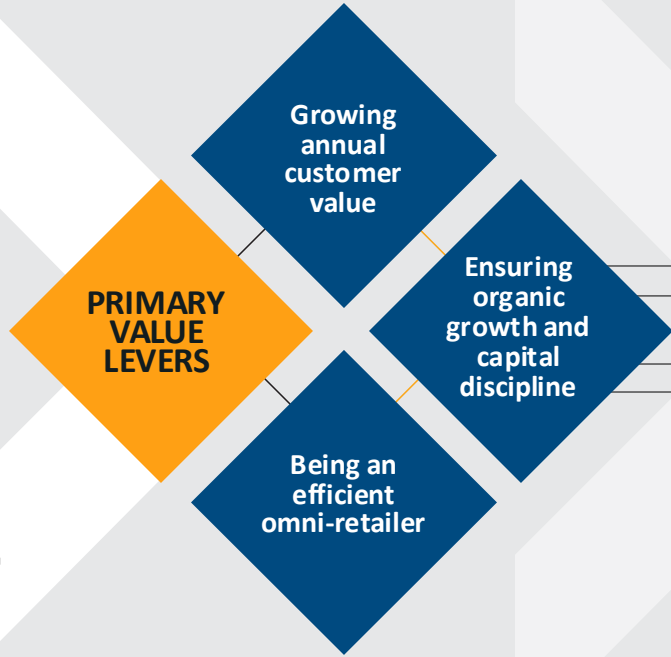 Growing
annual
customer
value
PRIMARY
VALUE
LEVERS
Ensuring
organic
growth and
capital
discipline
Being an
efficient
omni-retailer